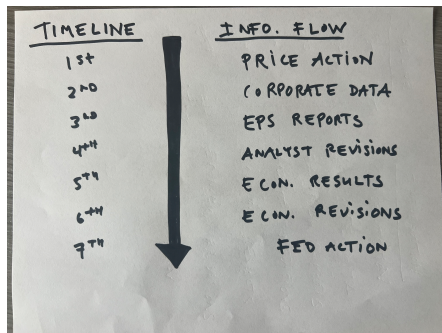 TIMELINE INFO. FLOW
1st PRICE ACTION
2ND CORPORATE DATA
3RD EPS REPORTS
4TH ANALYST REVISIONS
5TH ECON. RESULTS
6TH ECON. REVISIONS
7TH FED ACTION